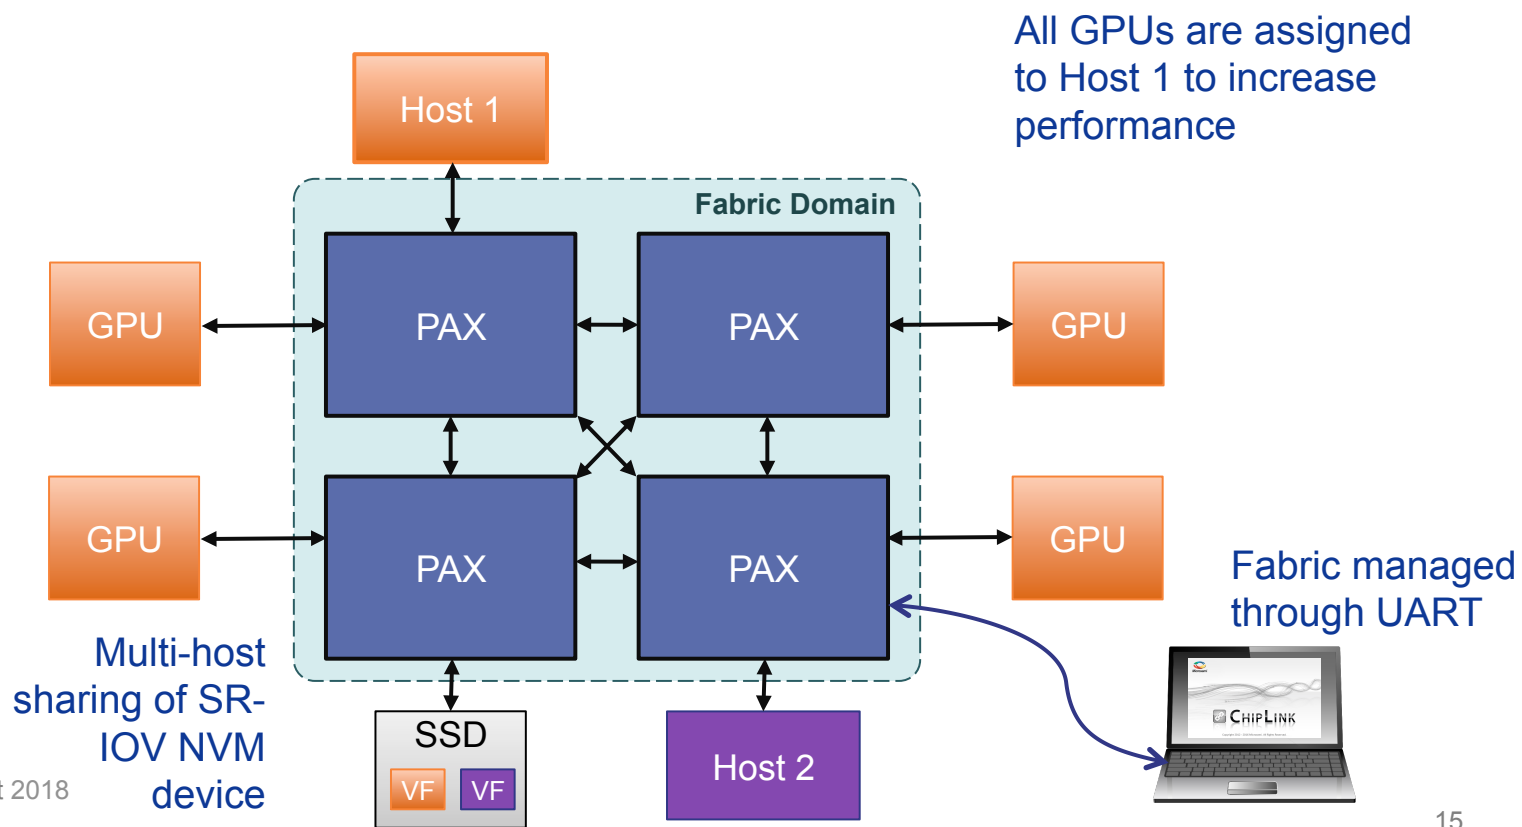 All GPUs are assigned
to Host 1 to increase
performance
Host 1
Fabric Domain
GPU
PAX
PAX
GPU
GPU
PAX
PAX
GPU
Fabric managed
through UART
Multi-host
sharing of SR-
IOV NVM
device
SSD
VF
VF
Host 2
CHIPLINK
t 2018
15